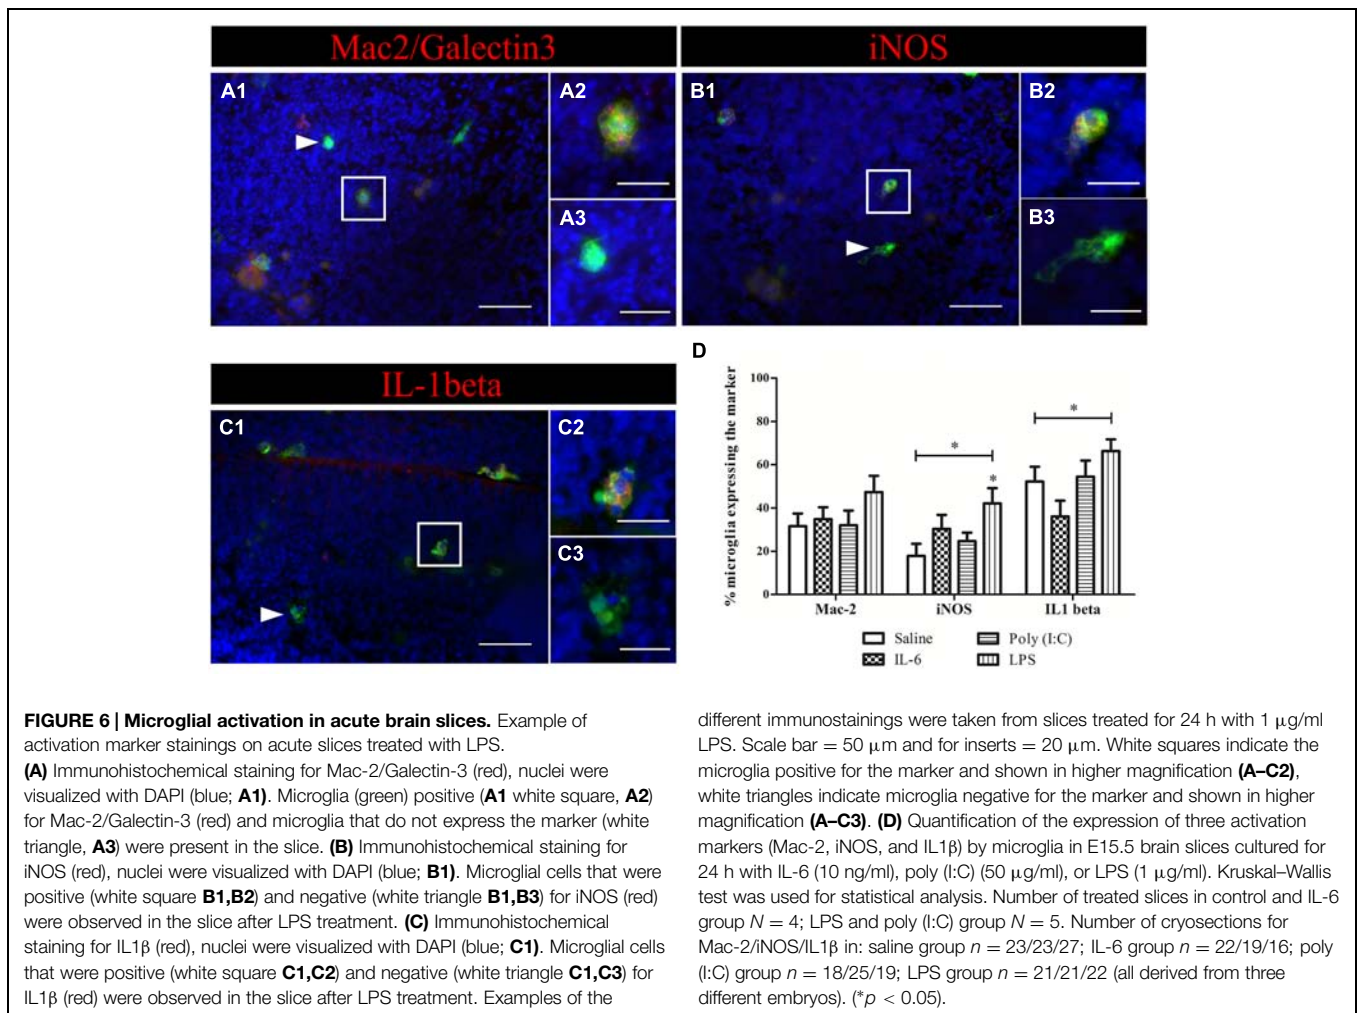 Mac2/Galectin3
iNOS
A1
A2
A3
B1
B2
B3
IL-1beta
C1
C2
C3
D
% microglia expressing the marker
100
80
60
40
20
0
*
*
*
Mac-2
iNOS
IL1 beta
Saline
Poly (I:C)
IL-6
LPS
FIGURE 6 | Microglial activation in acute brain slices. Example of
activation marker stainings on acute slices treated with LPS.
(A) Immunohistochemical staining for Mac-2/Galectin-3 (red), nuclei were
visualized with DAPI (blue; A1). Microglia (green) positive (A1 white square, A2)
for Mac-2/Galectin-3 (red) and microglia that do not express the marker (white
triangle, A3) were present in the slice. (B) Immunohistochemical staining for
iNOS (red), nuclei were visualized with DAPI (blue; B1). Microglial cells that were
positive (white square B1,B2) and negative (white triangle B1,B3) for iNOS (red)
were observed in the slice after LPS treatment. (C) Immunohistochemical
staining for IL1β (red), nuclei were visualized with DAPI (blue; C1). Microglial cells
that were positive (white square C1,C2) and negative (white triangle C1,C3) for
IL1β (red) were observed in the slice after LPS treatment. Examples of the
different immunostainings were taken from slices treated for 24 h with 1 μg/ml
LPS. Scale bar = 50 μm and for inserts = 20 μm. White squares indicate the
microglia positive for the marker and shown in higher magnification (A–C2),
white triangles indicate microglia negative for the marker and shown in higher
magnification (A–C3). (D) Quantification of the expression of three activation
markers (Mac-2, iNOS, and IL1β) by microglia in E15.5 brain slices cultured for
24 h with IL-6 (10 ng/ml), poly (I:C) (50 μg/ml), or LPS (1 μg/ml). Kruskal–Wallis
test was used for statistical analysis. Number of treated slices in control and IL-6
group N = 4; LPS and poly (I:C) group N = 5. Number of cryosections for
Mac-2/iNOS/IL1β in: saline group n = 23/23/27; IL-6 group n = 22/19/16; poly
(I:C) group n = 18/25/19; LPS group n = 21/21/22 (all derived from three
different embryos). (*p < 0.05).